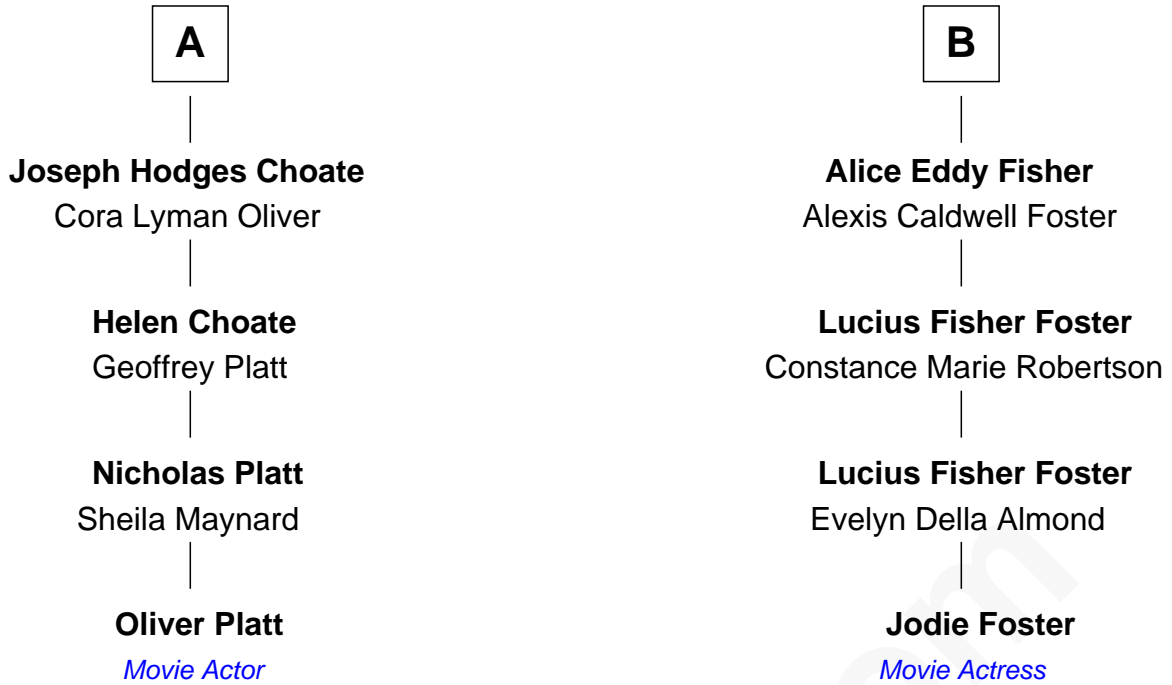 A
B
Joseph Hodges Choate
Cora Lyman Oliver
Alice Eddy Fisher
Alexis Caldwell Foster
Helen Choate
Geoffrey Platt
Lucius Fisher Foster
Constance Marie Robertson
Nicholas Platt
Sheila Maynard
Lucius Fisher Foster
Evelyn Della Almond
Oliver Platt
Movie Actor
Jodie Foster
Movie Actress